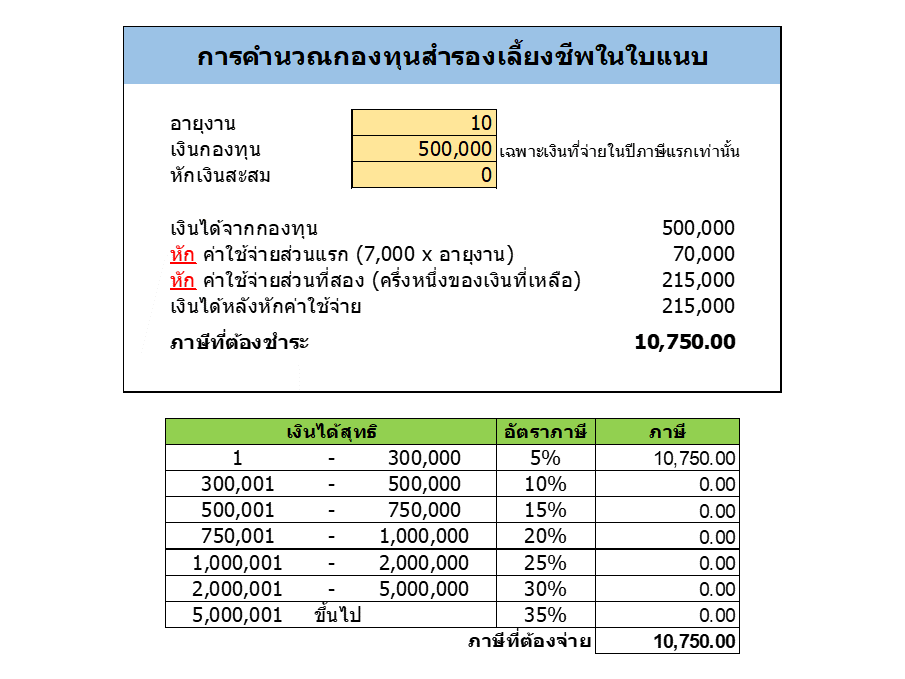 การคำนวณกองทุนสำรองเลี้ยงชีพในใบแนบ
อายุงาน 10
เงินกองทุน 500,000 เฉพาะเงินที่จ่ายในปีภาษีแรกเท่านั้น
หักเงินสะสม 0
เงินได้จากกองทุน 500,000
หัก ค่าใช้จ่ายส่วนแรก (7,000 x อายุงาน) 70,000
หัก ค่าใช้จ่ายส่วนที่สอง (ครึ่งหนึ่งของเงินที่เหลือ) 215,000
เงินได้หลังหักค่าใช้จ่าย 215,000
ภาษีที่ต้องชำระ 10,750.00
เงินได้สุทธิ อัตราภาษี ภาษี
1 - 300,000 5% 10,750.00
300,001 - 500,000 10% 0.00
500,001 - 750,000 15% 0.00
750,001 - 1,000,000 20% 0.00
1,000,001 - 2,000,000 25% 0.00
2,000,001 - 5,000,000 30% 0.00
5,000,001 ขึ้นไป 35% 0.00
ภาษีที่ต้องจ่าย 10,750.00